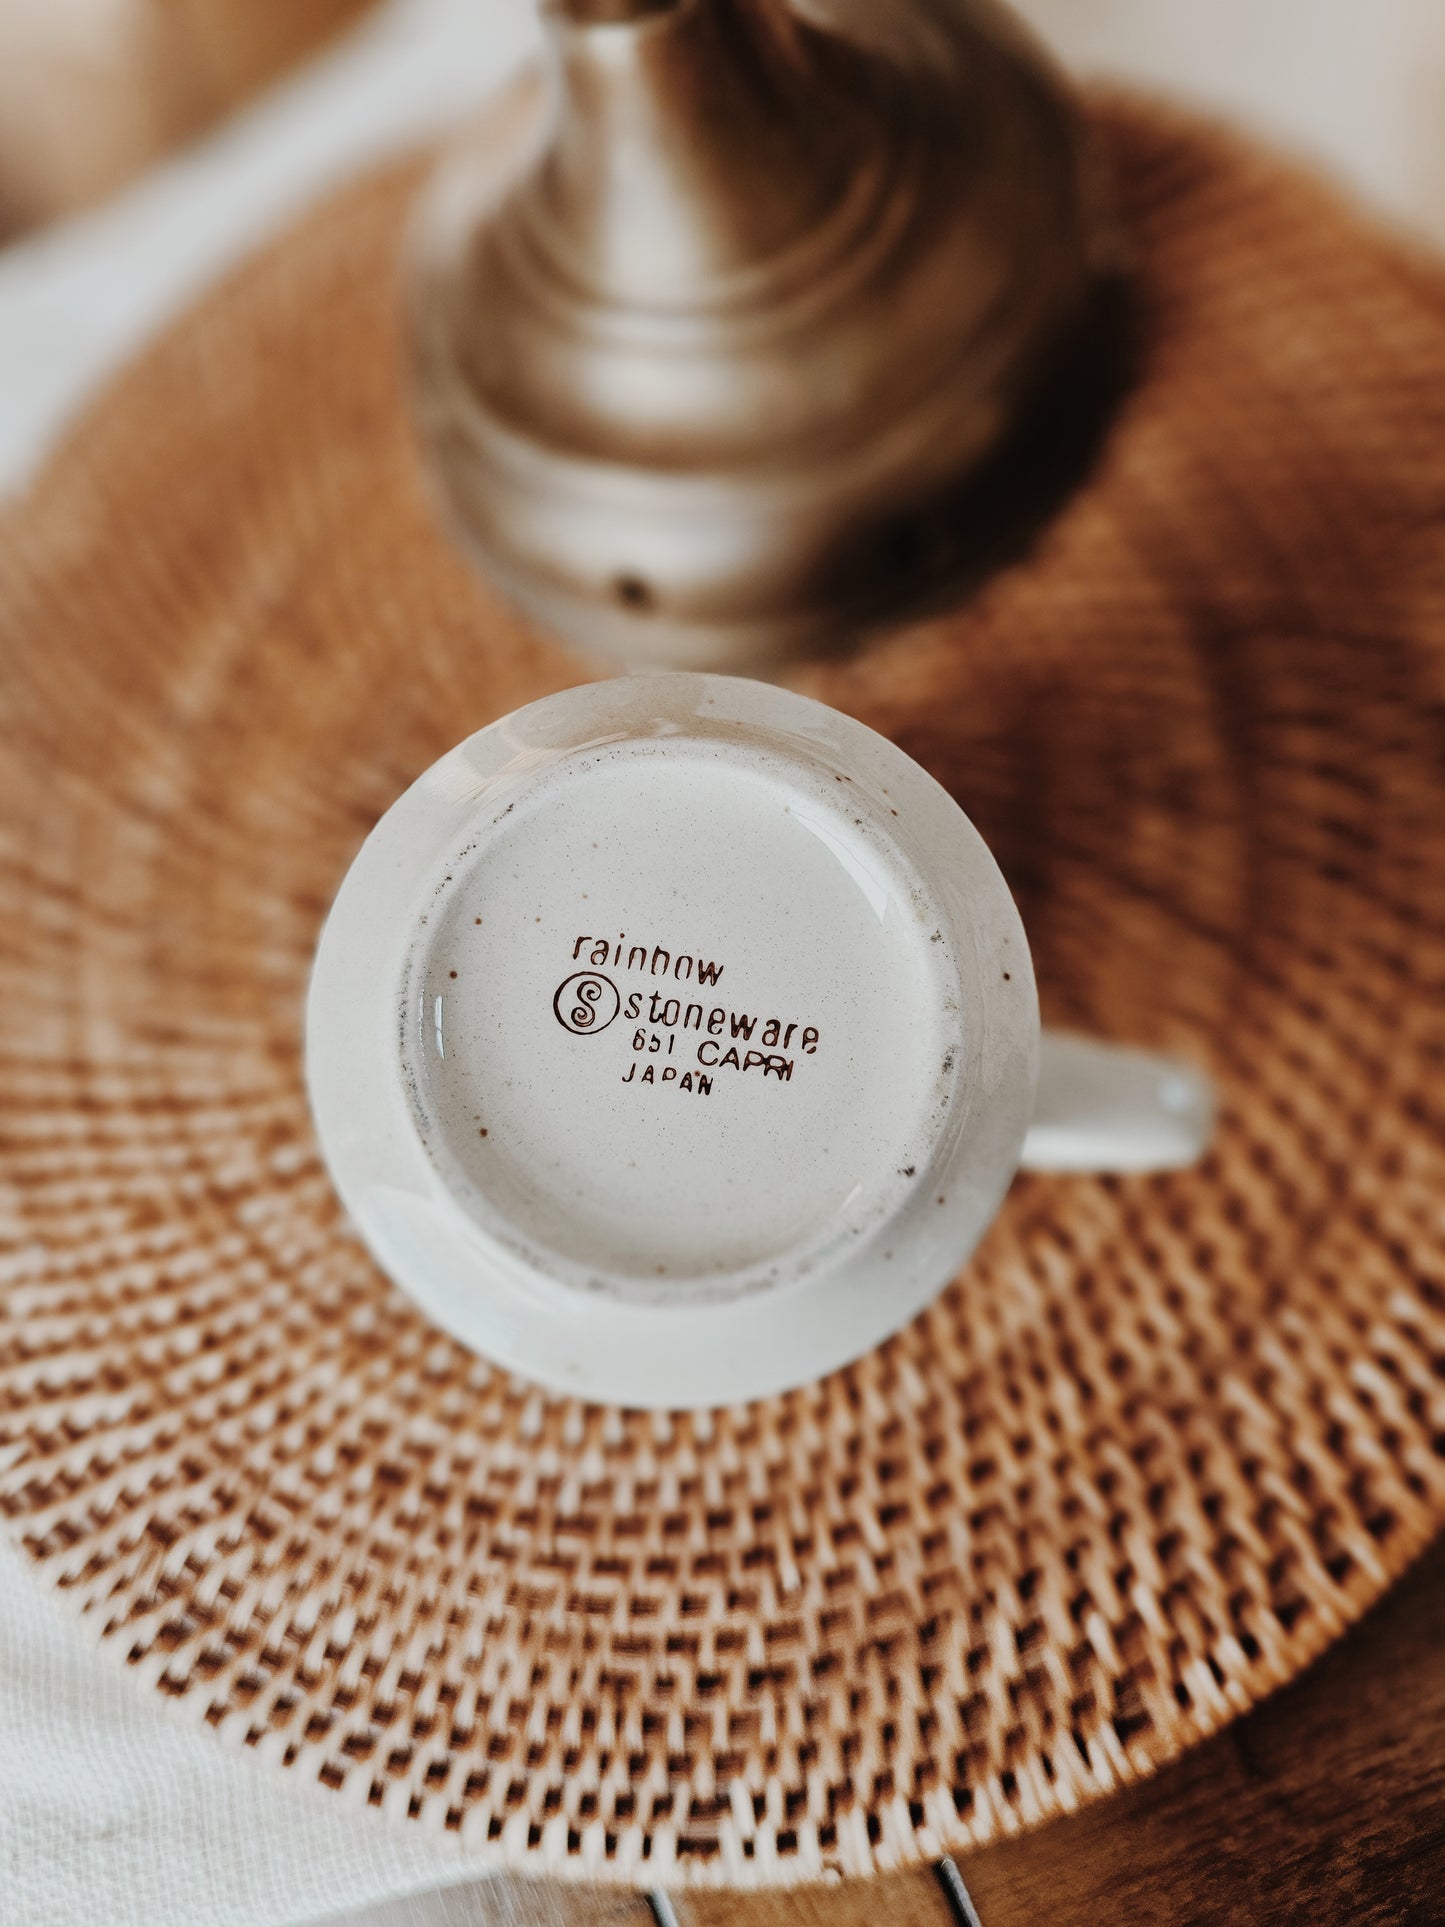 rainbow
S stoneware
651 CAPRI
JAPAN